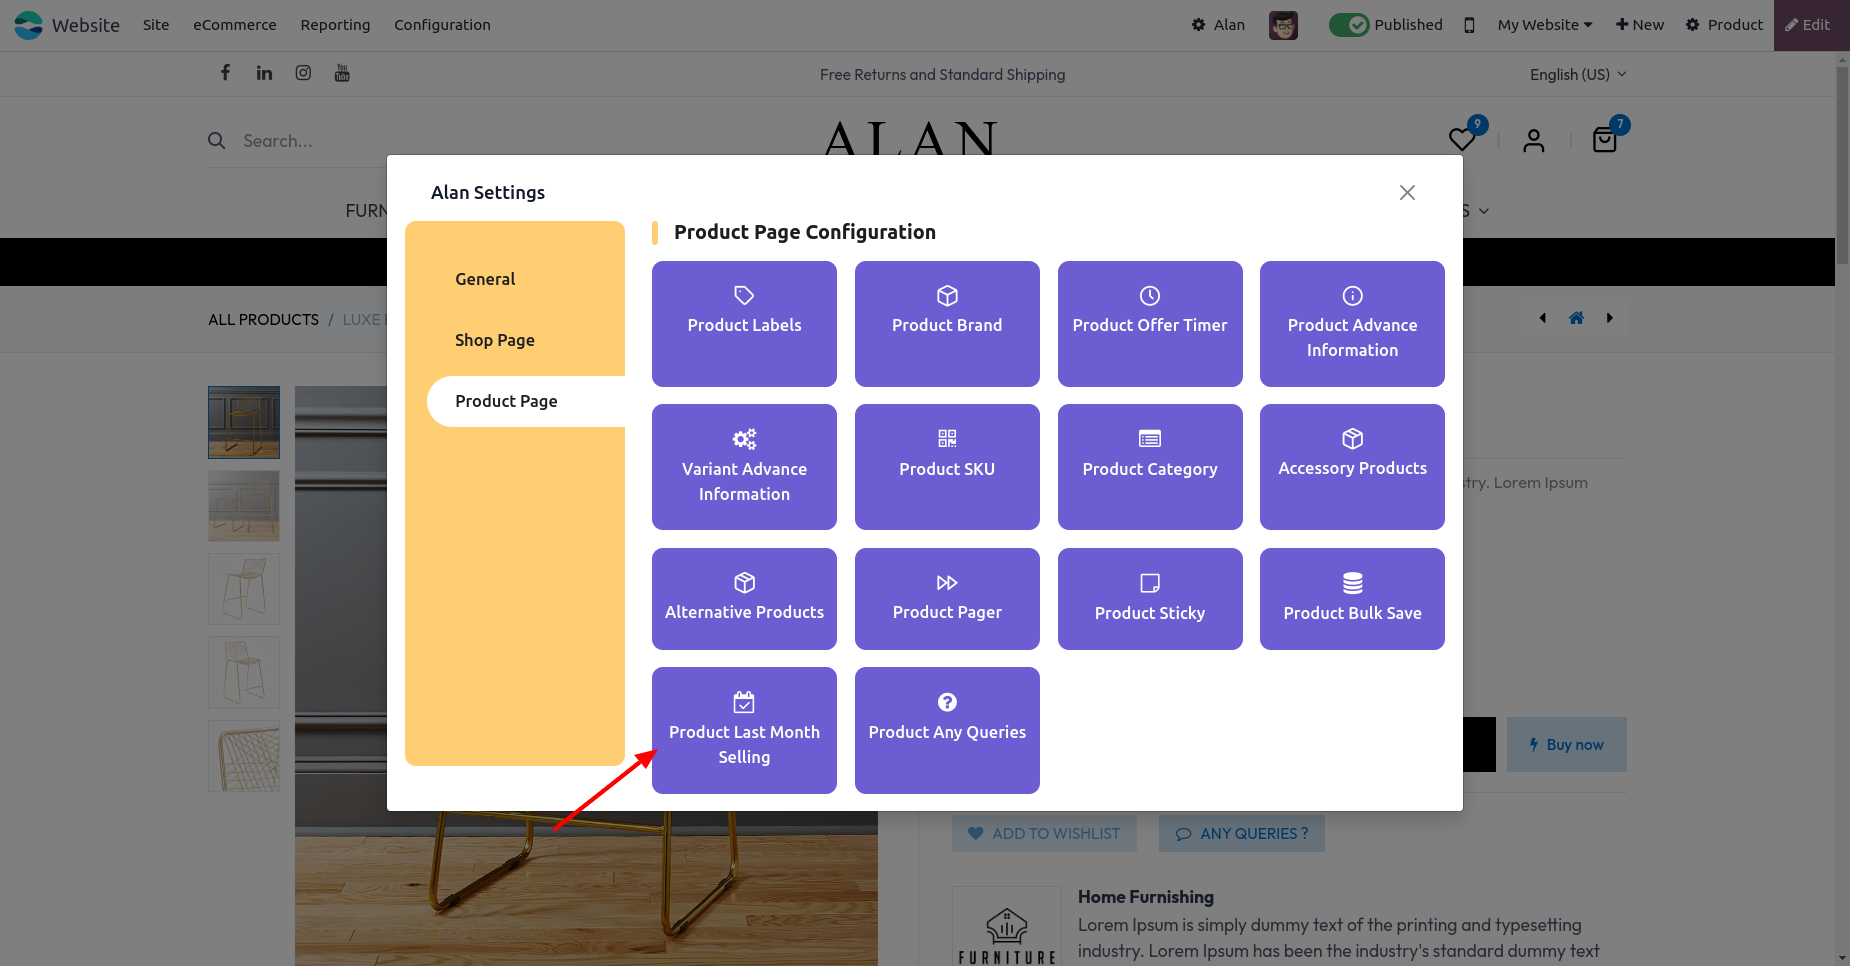 Website Site eCommerce Reporting Configuration Alan Published My Website New Product Edit
You
Tube
Free Returns and Standard Shipping
English (US)
Search...
ALAN
9
7
Alan Settings
General
Shop Page
Product Page
Product Page Configuration
Product Labels
Product Brand
Product Offer Timer
Product Advance
Information
Variant Advance
Information
Product SKU
Product Category
Accessory Products
Alternative Products
Product Pager
Product Sticky
Product Bulk Save
Product Last Month
Selling
Product Any Queries
FURN
S
ALL PRODUCTS / LUXE
stry. Lorem Ipsum
Buy now
ADD TO WISHLIST
ANY QUERIES ?
FURNITURE
Home Furnishing
Lorem Ipsum is simply dummy text of the printing and typesetting
industry. Lorem Ipsum has been the industry's standard dummy text